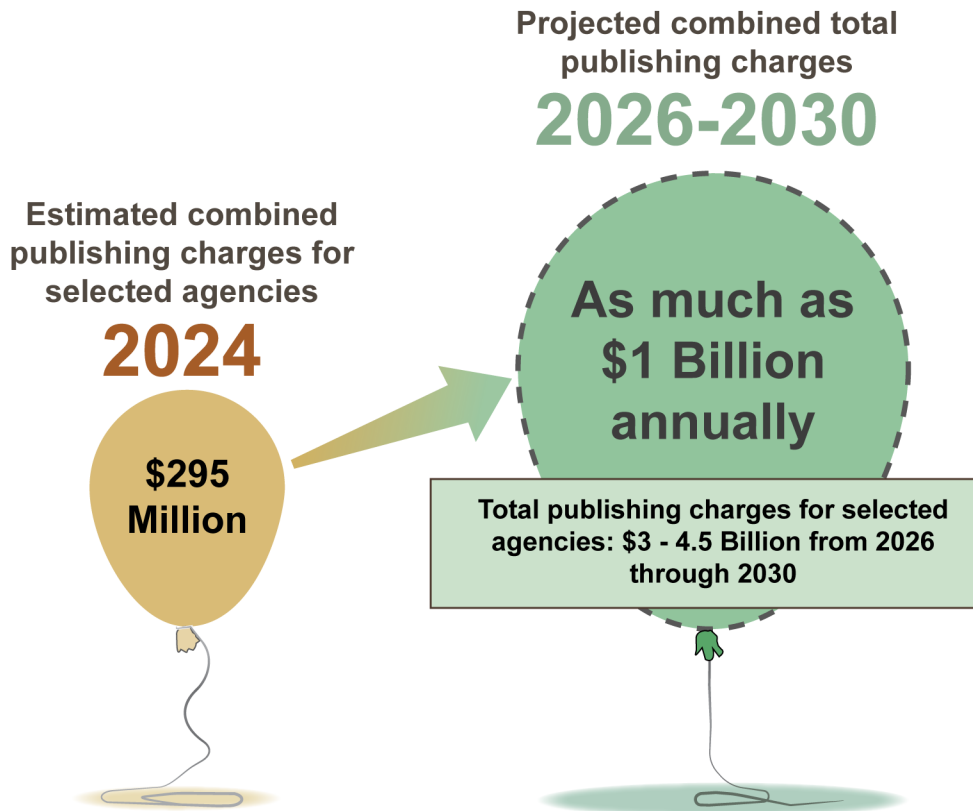 Estimated combined
publishing charges for
selected agencies
2024
$295
Million
Projected combined total
publishing charges
2026-2030
As much as
$1 Billion
annually
Total publishing charges for selected
agencies: $3 - 4.5 Billion from 2026
through 2030